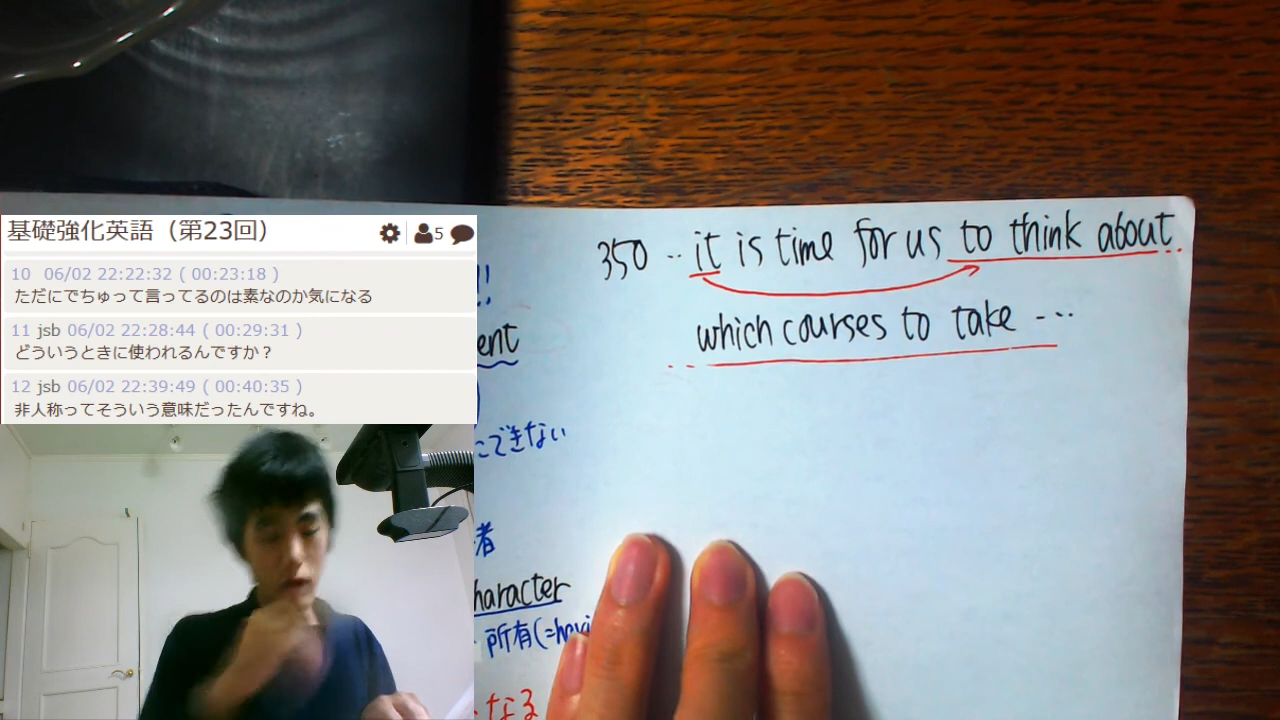 基礎強化英語（第23回）
5
10 06/02 22:22:32 ( 00:23:18 )
ただにでちゅって言ってるのは素なのか気になる
11 jsb 06/02 22:28:44 ( 00:29:31 )
どういうときに使われるんですか？
12 jsb 06/02 22:39:49 ( 00:40:35 )
非人称ってそういう意味だったんですね。
350 ‥ it is time for us to think about
which courses to take ---
!!
ent
にできない
者
haracter
所有(=havi
なる